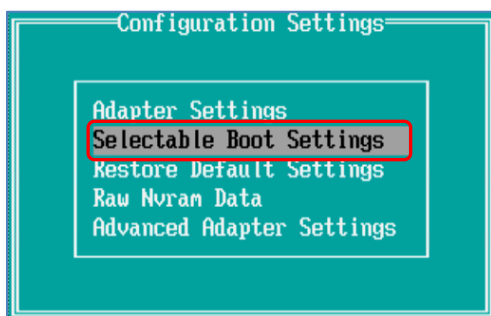 Configuration Settings
Adapter Settings
Selectable Boot Settings
Restore Default Settings
Raw Nvram Data
Advanced Adapter Settings